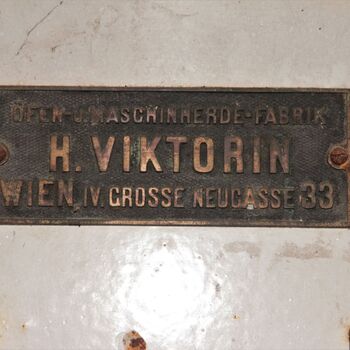 OFEN-U.MASCHINHERDE-FABRIK
H. VIKTORIN
WIEN, IV. GROSSE NEUGASSE 33